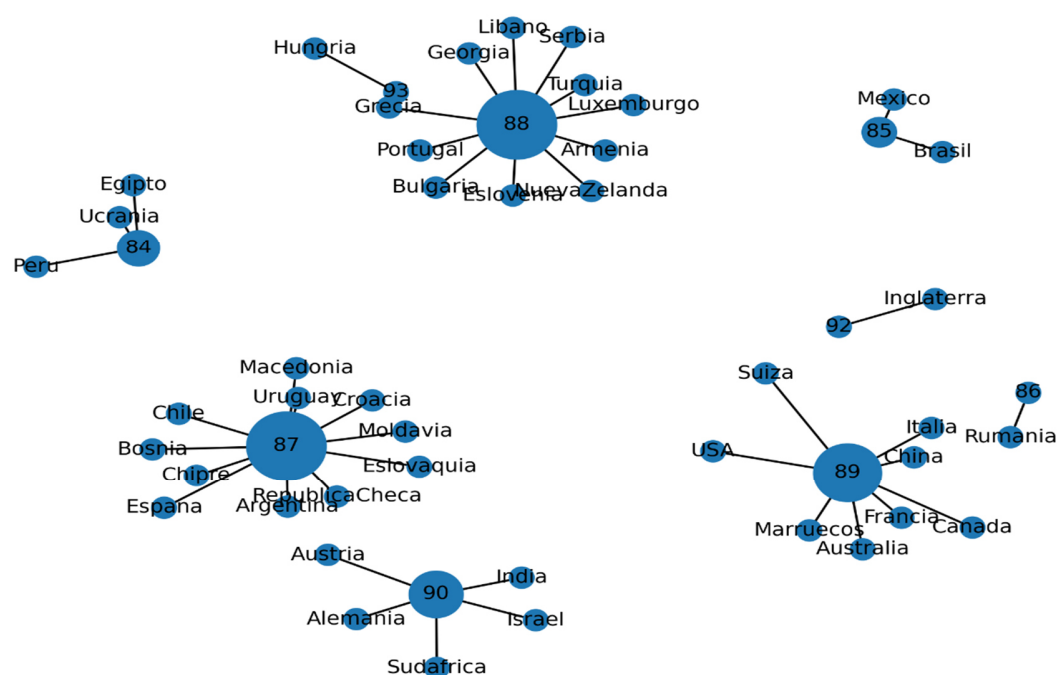 Libano
Serbia
Hungria
Georgia
Turquia
93
Grecia
Luxemburgo
Mexico
88
85
Portugal
Armenia
Brasil
Bulgaria
Eslovenia
NuevaZelanda
Egipto
Ucrania
84
Peru
Inglaterra
92
Macedonia
Suiza
Uruguay
Croacia
86
Chile
Moldavia
Italia
Rumania
Bosnia
87
USA
China
Chipre
Eslovaquia
89
RepublicaCheca
Espana
Argentina
Francia
Marruecos
Canada
Australia
Austria
India
90
Alemania
Israel
Sudafrica